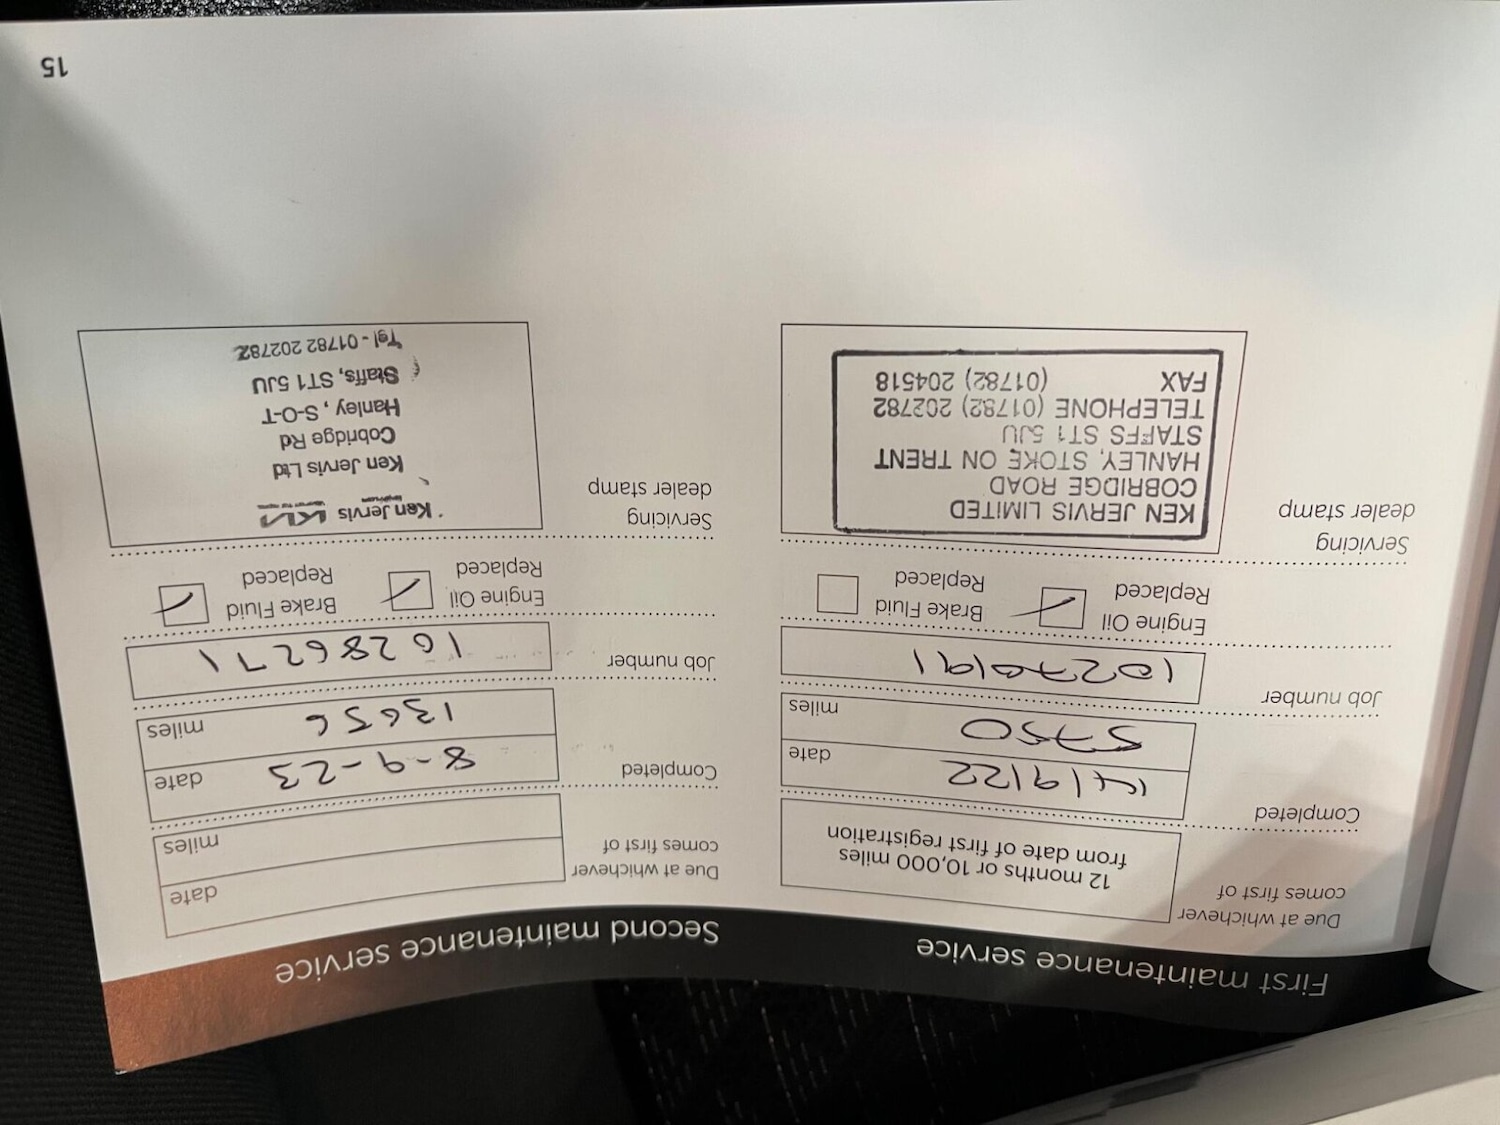 First maintenance service
Due at whichever
comes first of
12 months or 10,000 miles
from date of first registration
Completed
14/9/22
date
5750
miles
Job number
10270191
Engine Oil
Replaced
Brake Fluid
Replaced
Servicing
dealer stamp
KEN JERVIS LIMITED
COBRIDGE ROAD
HANLEY, STOKE ON TRENT
STAFFS ST1 5JU
TELEPHONE (01782) 202782
FAX (01782) 204518
Second maintenance service
Due at whichever
comes first of
date
miles
Completed
8-9-23
date
13656
miles
Job number
10286271
Engine Oil
Replaced
Brake Fluid
Replaced
Servicing
dealer stamp
Ken Jervis KIA
Ken Jervis Ltd
Cobridge Rd
Hanley, S-O-T
Staffs, ST1 5JU
Tel - 01782 202782
15